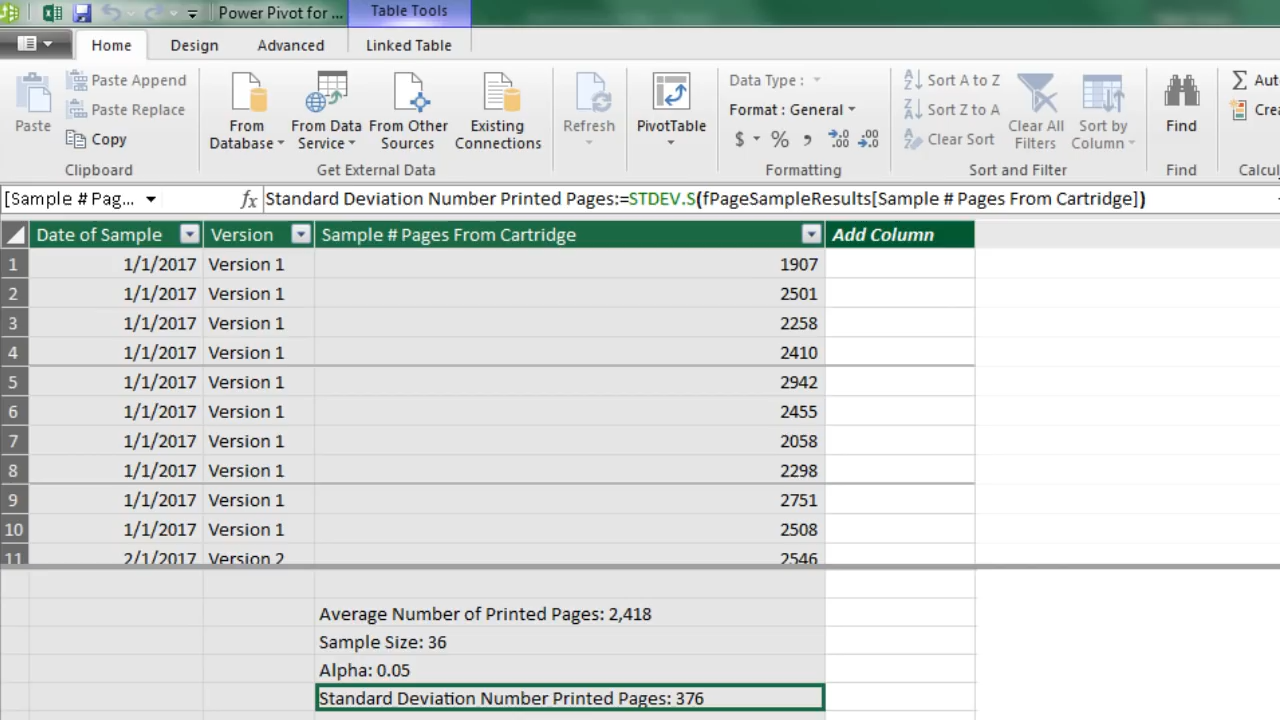 Power Pivot for ...
Table Tools
Home
Design
Advanced
Linked Table
Paste
Paste Append
Paste Replace
Copy
Clipboard
From
Database
From Data
Service
From Other
Sources
Existing
Connections
Get External Data
Refresh
PivotTable
Data Type :
Format : General
$ % , .00 .00
Formatting
Sort A to Z
Sort Z to A
Clear Sort
Clear All
Filters
Sort by
Column
Sort and Filter
Find
Find
Σ Aut
Crea
Calcul
[Sample # Pag...
fx
Standard Deviation Number Printed Pages:=STDEV.S(fPageSampleResults[Sample # Pages From Cartridge])
Date of Sample Version Sample # Pages From Cartridge Add Column
1 1/1/2017 Version 1 1907
2 1/1/2017 Version 1 2501
3 1/1/2017 Version 1 2258
4 1/1/2017 Version 1 2410
5 1/1/2017 Version 1 2942
6 1/1/2017 Version 1 2455
7 1/1/2017 Version 1 2058
8 1/1/2017 Version 1 2298
9 1/1/2017 Version 1 2751
10 1/1/2017 Version 1 2508
11 2/1/2017 Version 2 2546
Average Number of Printed Pages: 2,418
Sample Size: 36
Alpha: 0.05
Standard Deviation Number Printed Pages: 376